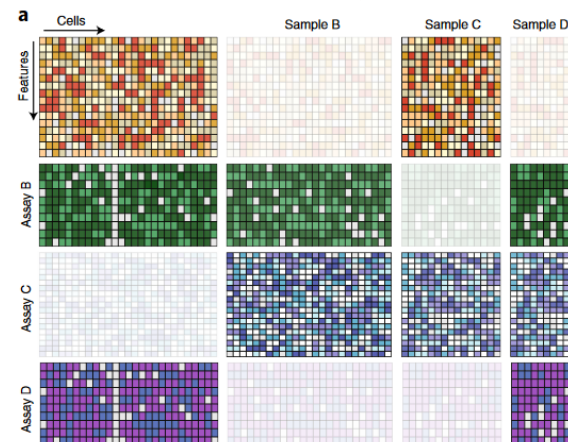 a
Cells
Sample B
Sample C
Sample D
Features
Assay B
Assay C
Assay D